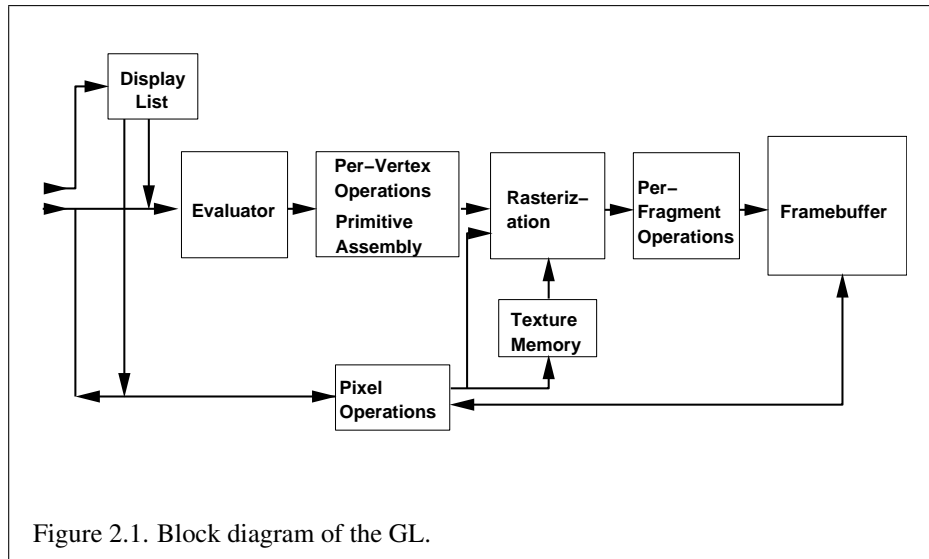 Display
List
Evaluator
Per−Vertex
Operations
Primitive
Assembly
Rasteriz−
ation
Per−
Fragment
Operations
Framebuffer
Texture
Memory
Pixel
Operations
Figure 2.1. Block diagram of the GL.